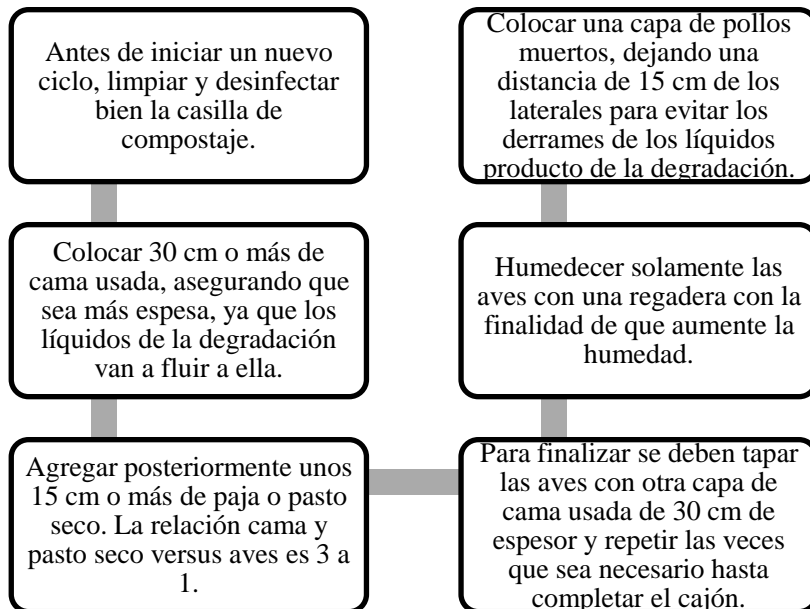 Antes de iniciar un nuevo
ciclo, limpiar y desinfectar
bien la casilla de
compostaje.
Colocar 30 cm o más de
cama usada, asegurando que
sea más espesa, ya que los
líquidos de la degradación
van a fluir a ella.
Agregar posteriormente unos
15 cm o más de paja o pasto
seco. La relación cama y
pasto seco versus aves es 3 a
1.
Colocar una capa de pollos
muertos, dejando una
distancia de 15 cm de los
laterales para evitar los
derrames de los líquidos
producto de la degradación.
Humedecer solamente las
aves con una regadera con la
finalidad de que aumente la
humedad.
Para finalizar se deben tapar
las aves con otra capa de
cama usada de 30 cm de
espesor y repetir las veces
que sea necesario hasta
completar el cajón.